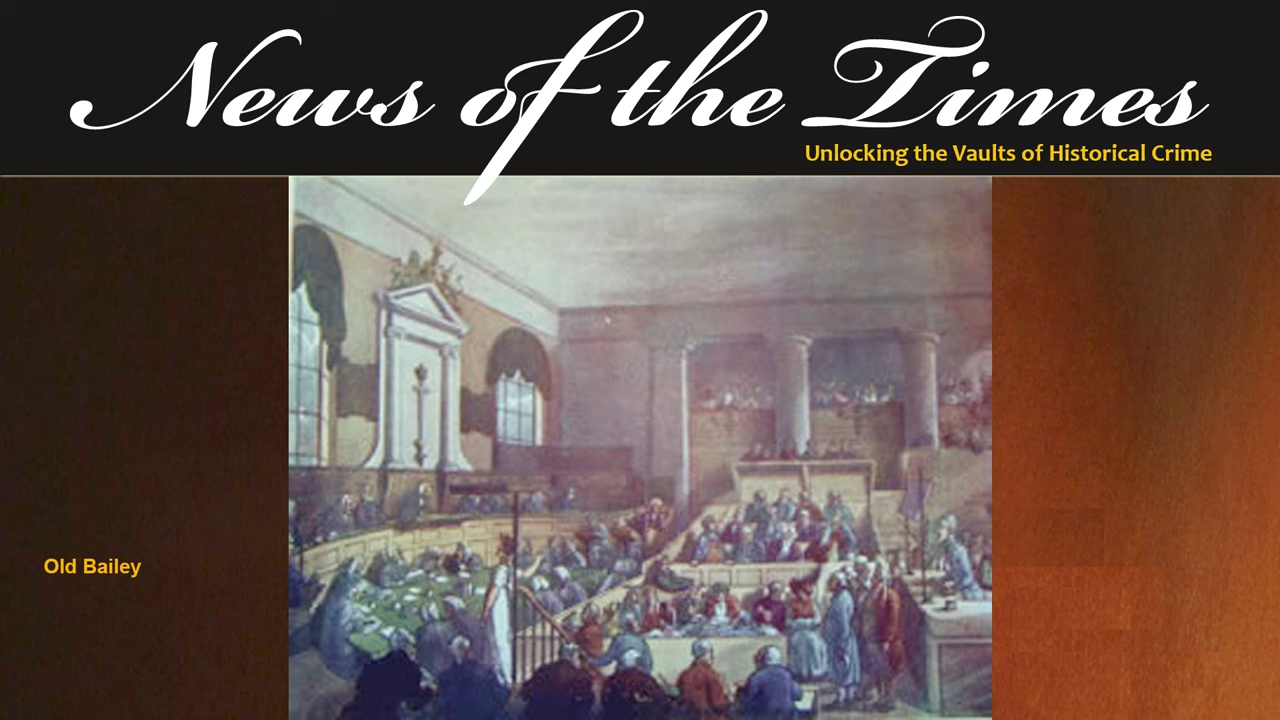 News of the Times
Unlocking the Vaults of Historical Crime
Old Bailey